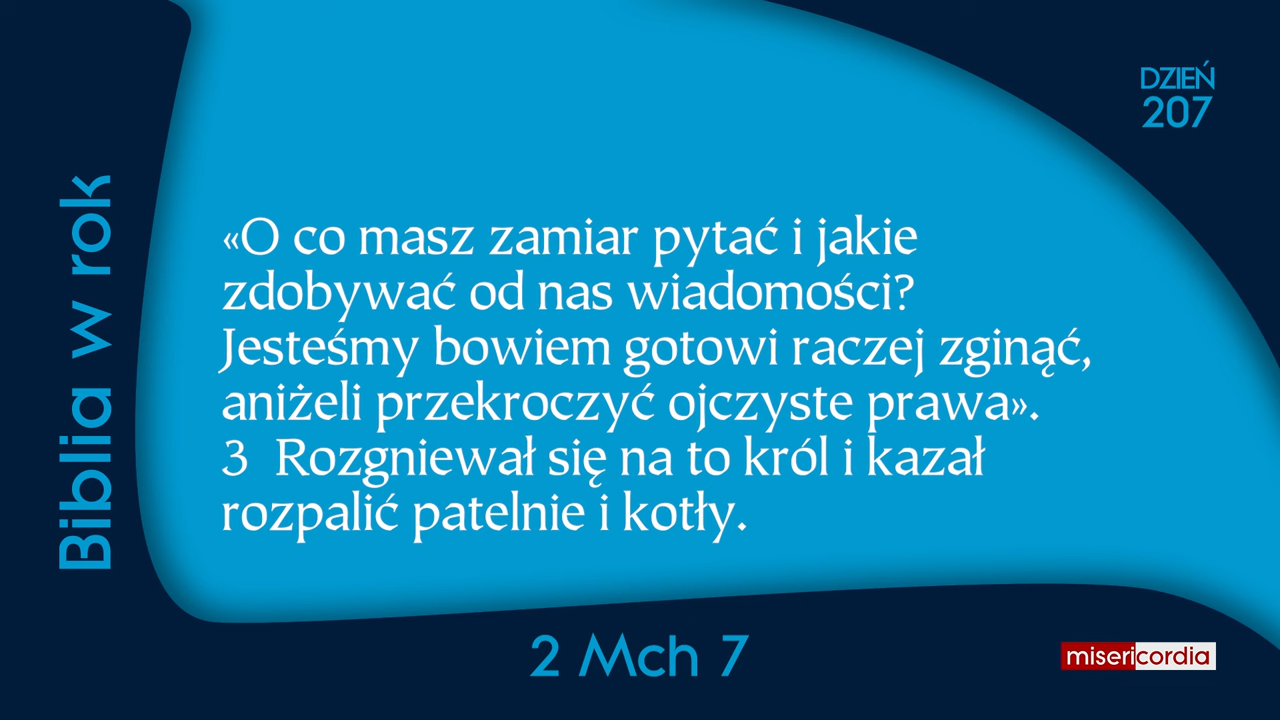 DZIEŃ
207
Biblia w rok
«O co masz zamiar pytać i jakie
zdobywać od nas wiadomości?
Jesteśmy bowiem gotowi raczej zginąć,
aniżeli przekroczyć ojczyste prawa».
3 Rozgniewał się na to król i kazał
rozpalić patelnie i kotły.
2 Mch 7
misericordia